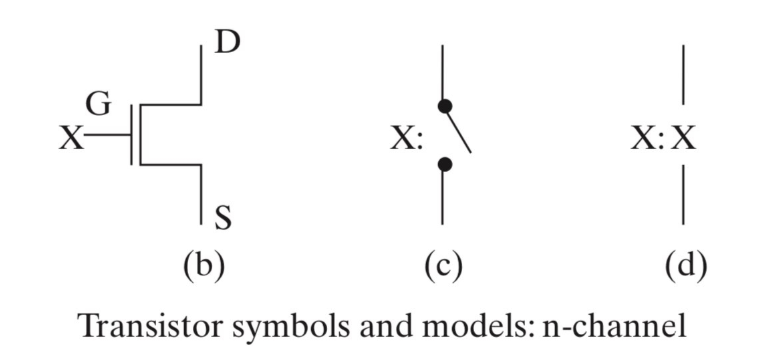 D
G
X X: X: X
S
(b) (c) (d)
Transistor symbols and models: n-channel